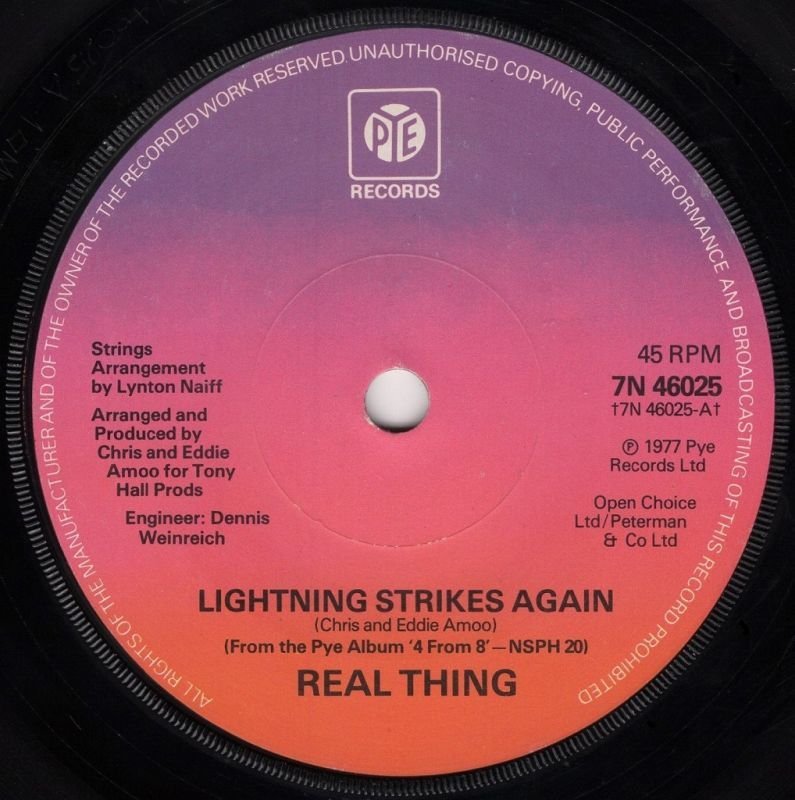 ALL RIGHTS OF THE MANUFACTURER AND OF THE OWNER OF THE RECORDED WORK RESERVED. UNAUTHORISED COPYING, PUBLIC PERFORMANCE AND BROADCASTING OF THIS RECORD PROHIBITED
PYE
RECORDS
Strings
Arrangement
by Lynton Naiff
Arranged and
Produced by
Chris and Eddie
Amoo for Tony
Hall Prods
Engineer: Dennis
Weinreich
45 RPM
7N 46025
†7N 46025-A†
℗ 1977 Pye
Records Ltd
Open Choice
Ltd/Peterman
& Co Ltd
LIGHTNING STRIKES AGAIN
(Chris and Eddie Amoo)
(From the Pye Album '4 From 8'—NSPH 20)
REAL THING